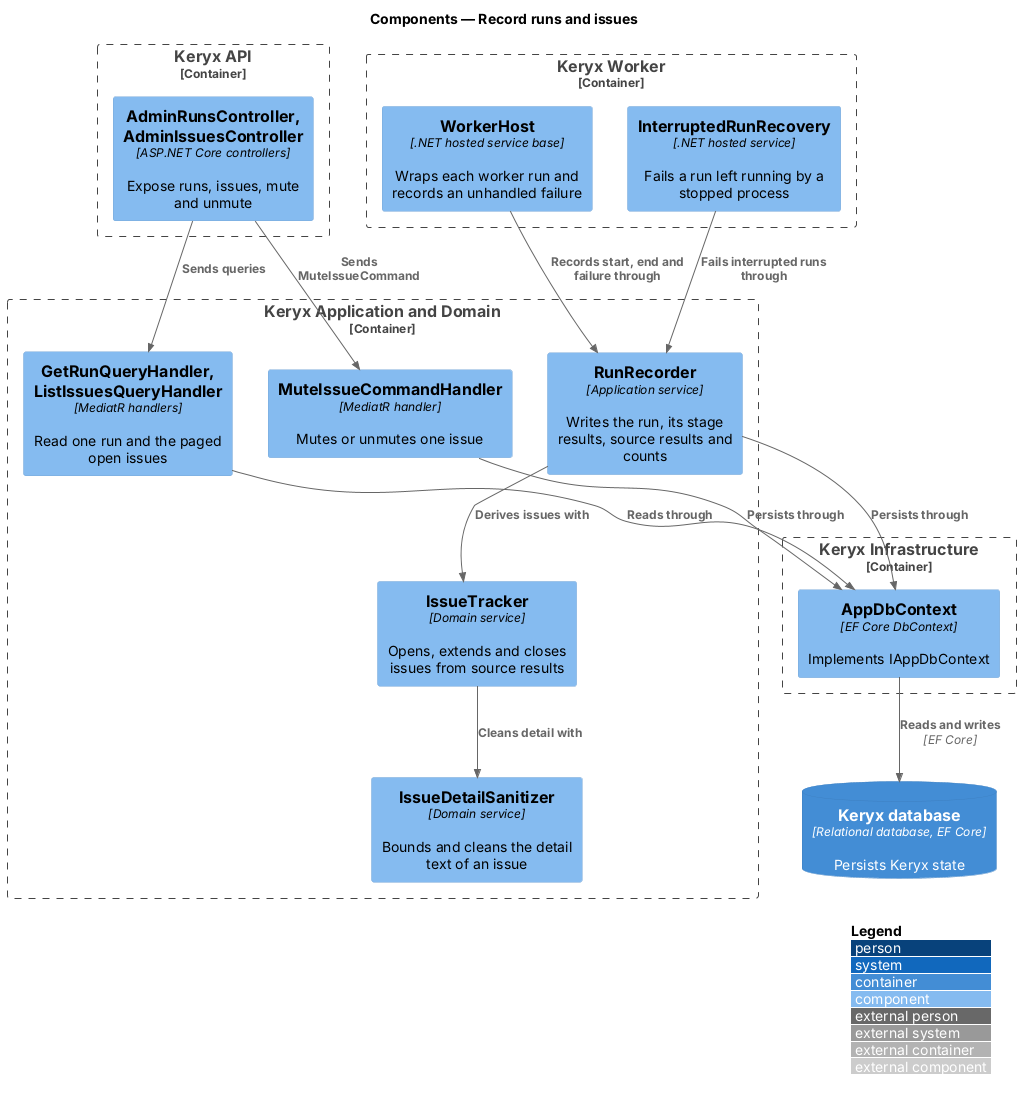 Components — Record runs and issues
Keryx API
[Container]
AdminRunsController,
AdminIssuesController
[ASP.NET Core controllers]
Expose runs, issues, mute
and unmute
Keryx Worker
[Container]
WorkerHost
[.NET hosted service base]
Wraps each worker run and
records an unhandled failure
InterruptedRunRecovery
[.NET hosted service]
Fails a run left running by a
stopped process
Sends queries
Sends
MuteIssueCommand
Records start, end and
failure through
Fails interrupted runs
through
Keryx Application and Domain
[Container]
GetRunQueryHandler,
ListIssuesQueryHandler
[MediatR handlers]
Read one run and the paged
open issues
MuteIssueCommandHandler
[MediatR handler]
Mutes or unmutes one issue
RunRecorder
[Application service]
Writes the run, its stage
results, source results and
counts
Derives issues with
Reads through
Persists through
Persists through
Keryx Infrastructure
[Container]
AppDbContext
[EF Core DbContext]
Implements IAppDbContext
IssueTracker
[Domain service]
Opens, extends and closes
issues from source results
Cleans detail with
Reads and writes
[EF Core]
IssueDetailSanitizer
[Domain service]
Bounds and cleans the detail
text of an issue
Keryx database
[Relational database, EF Core]
Persists Keryx state
Legend
person
system
container
component
external person
external system
external container
external component